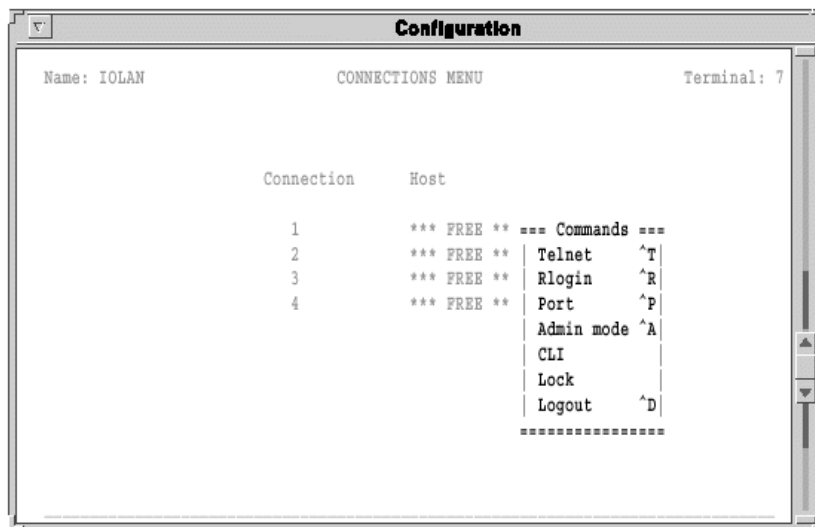 Configuration
Name: IOLAN CONNECTIONS MENU Terminal: 7
Connection Host
1 *** FREE ** === Commands ===
2 *** FREE ** | Telnet ^T|
3 *** FREE ** | Rlogin ^R|
4 *** FREE ** | Port ^P|
| Admin mode ^A|
| CLI |
| Lock |
| Logout ^D|
================